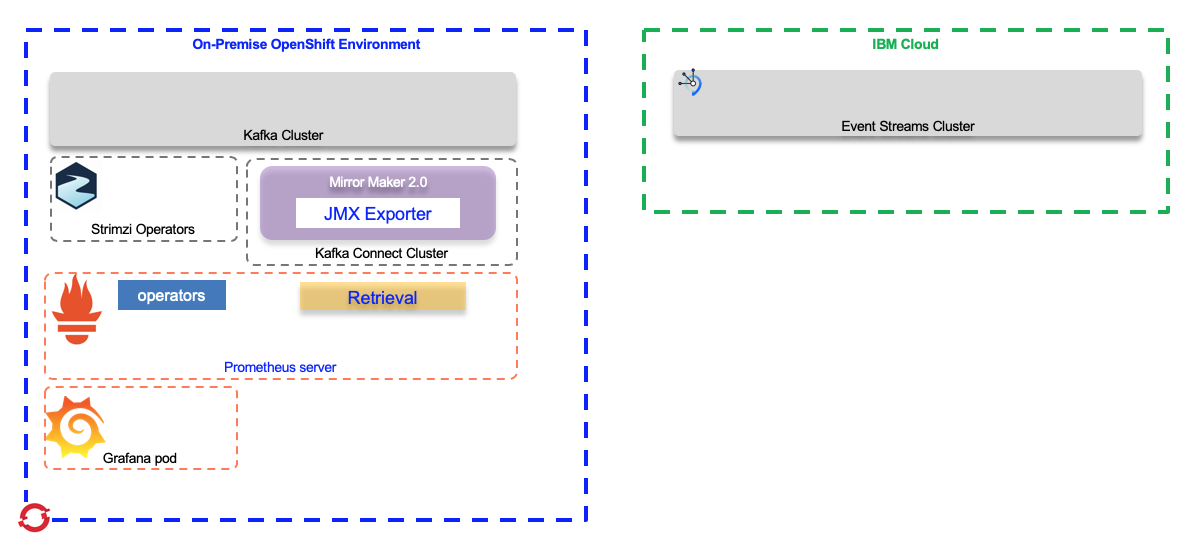 On-Premise OpenShift Environment
Kafka Cluster
Strimzi Operators
Mirror Maker 2.0
JMX Exporter
Kafka Connect Cluster
operators
Retrieval
Prometheus server
Grafana pod
IBM Cloud
Event Streams Cluster